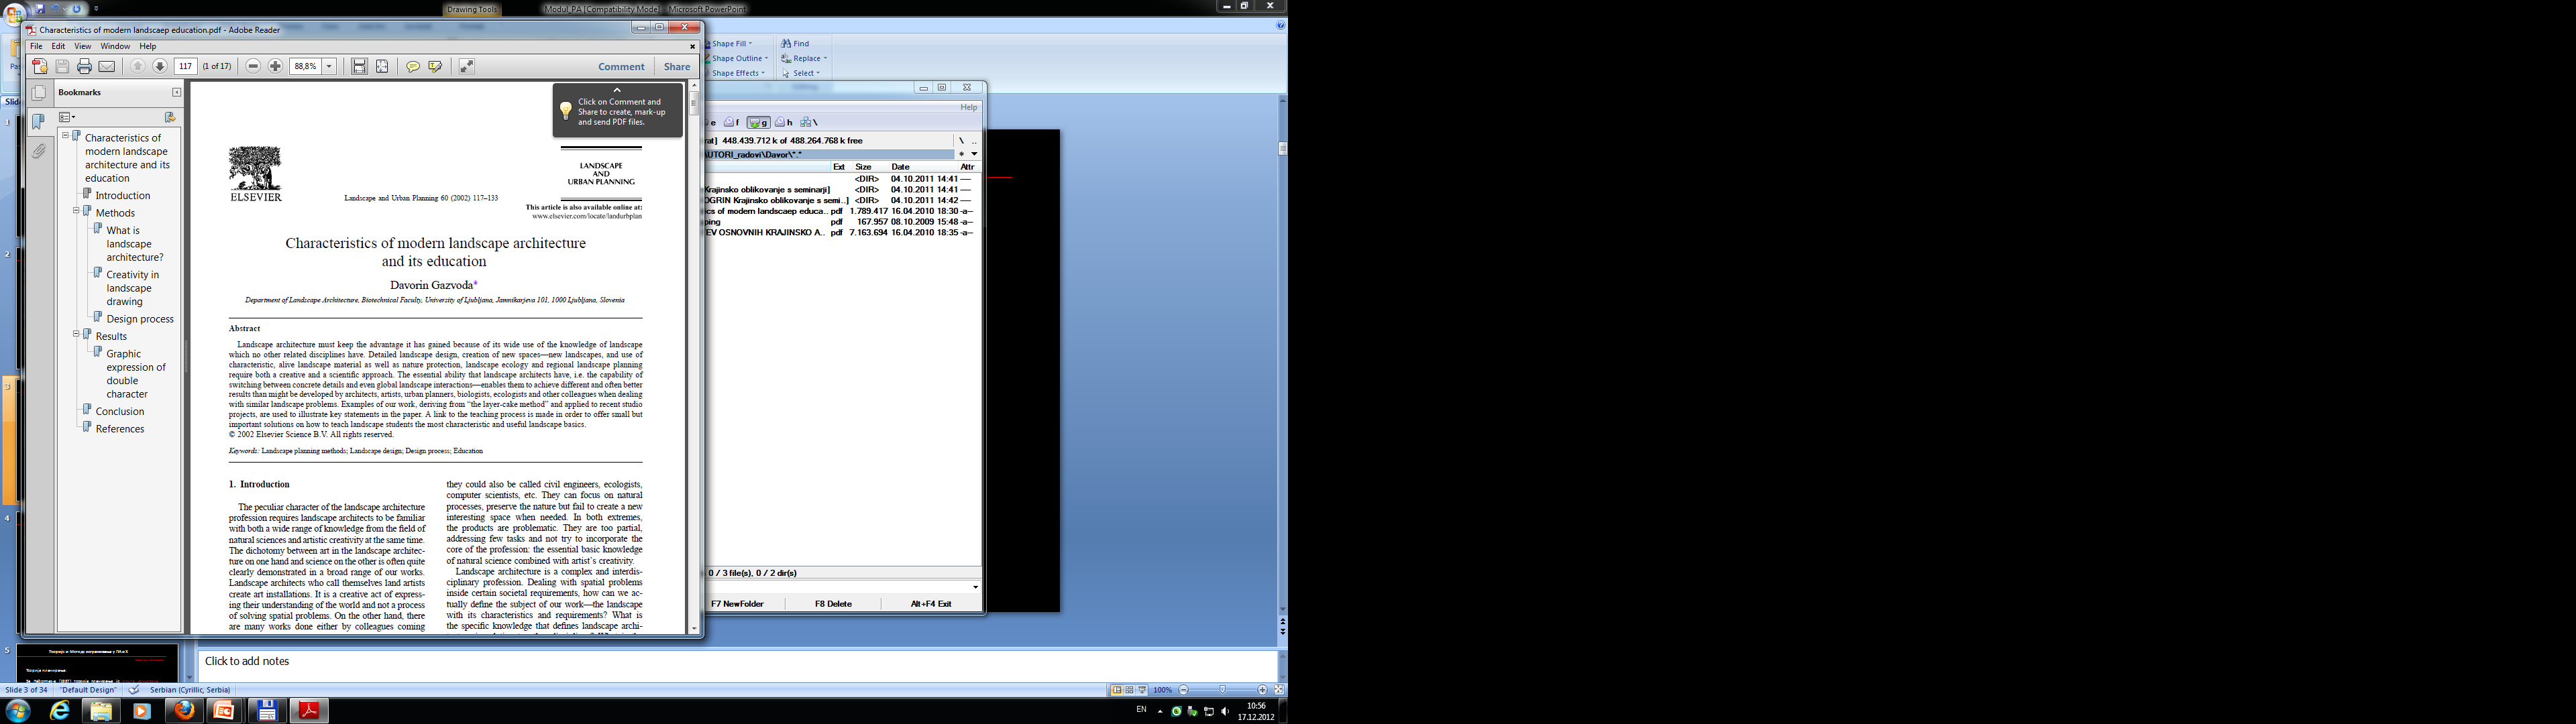 Drawing Tools
Modul_PA [Compatibility Mode] Microsoft PowerPoint
Characteristics of modern landscaep education.pdf - Adobe Reader
File Edit View Window Help
117 (1 of 17) 88,8% Comment Share
Shape Fill
Shape Outline
Shape Effects
Find
Replace
Select
Bookmarks
Characteristics of
modern landscape
architecture and its
education
Introduction
Methods
What is
landscape
architecture?
Creativity in
landscape
drawing
Design process
Results
Graphic
expression of
double
character
Conclusion
References
Click on Comment and
Share to create, mark-up
and send PDF files.
ELSEVIER
Landscape and Urban Planning 60 (2002) 117–133
LANDSCAPE
AND
URBAN PLANNING
This article is also available online at:
www.elsevier.com/locate/landurbplan
Characteristics of modern landscape architecture
and its education
Davorin Gazvoda*
Department of Landscape Architecture, Biotechnical Faculty, University of Ljubljana, Jamnikarjeva 101, 1000 Ljubljana, Slovenia
Abstract
Landscape architecture must keep the advantage it has gained because of its wide use of the knowledge of landscape
which no other related disciplines have. Detailed landscape design, creation of new spaces—new landscapes, and use of
characteristic, alive landscape material as well as nature protection, landscape ecology and regional landscape planning
require both a creative and a scientific approach. The essential ability that landscape architects have, i.e. the capability of
switching between concrete details and even global landscape interactions—enables them to achieve different and often better
results than might be developed by architects, artists, urban planners, biologists, ecologists and other colleagues when dealing
with similar landscape problems. Examples of our work, deriving from “the layer-cake method” and applied to recent studio
projects, are used to illustrate key statements in the paper. A link to the teaching process is made in order to offer small but
important solutions on how to teach landscape students the most characteristic and useful landscape basics.
© 2002 Elsevier Science B.V. All rights reserved.
Keywords: Landscape planning methods; Landscape design; Design process; Education
1. Introduction
The peculiar character of the landscape architecture
profession requires landscape architects to be familiar
with both a wide range of knowledge from the field of
natural sciences and artistic creativity at the same time.
The dichotomy between art in the landscape architec-
ture on one hand and science on the other is often quite
clearly demonstrated in a broad range of our works.
Landscape architects who call themselves land artists
create art installations. It is a creative act of express-
ing their understanding of the world and not a process
of solving spatial problems. On the other hand, there
are many works done either by colleagues coming
they could also be called civil engineers, ecologists,
computer scientists, etc. They can focus on natural
processes, preserve the nature but fail to create a new
interesting space when needed. In both extremes,
the products are problematic. They are too partial,
addressing few tasks and not try to incorporate the
core of the profession: the essential basic knowledge
of natural science combined with artist's creativity.
Landscape architecture is a complex and interdis-
ciplinary profession. Dealing with spatial problems
inside certain societal requirements, how can we ac-
tually define the subject of our work—the landscape
with its characteristics and requirements? What is
the specific knowledge that defines landscape archi-
Help
e f g h \
448.439.712 k of 488.264.768 k free \ ..
AUTORI_radovi\Davor\*.* *
Ext Size Date Attr
<DIR> 04.10.2011 14:41 —
Krajinsko oblikovanje s seminarji] <DIR> 04.10.2011 14:41 —
OGRIN Krajinsko oblikovanje s semi..] <DIR> 04.10.2011 14:42 —
ics of modern landscaep educa.. pdf 1.789.417 16.04.2010 18:30 -a—
ping pdf 167.957 08.10.2009 15:48 -a—
EV OSNOVNIH KRAJINSKO A.. pdf 7.163.694 16.04.2010 18:35 -a—
0 / 3 file(s), 0 / 2 dir(s)
F7 NewFolder F8 Delete Alt+F4 Exit
1
2
3
4
5
Click to add notes
Slide 3 of 34 "Default Design" Serbian (Cyrillic, Serbia) 100%
EN 10:56
17.12.2012